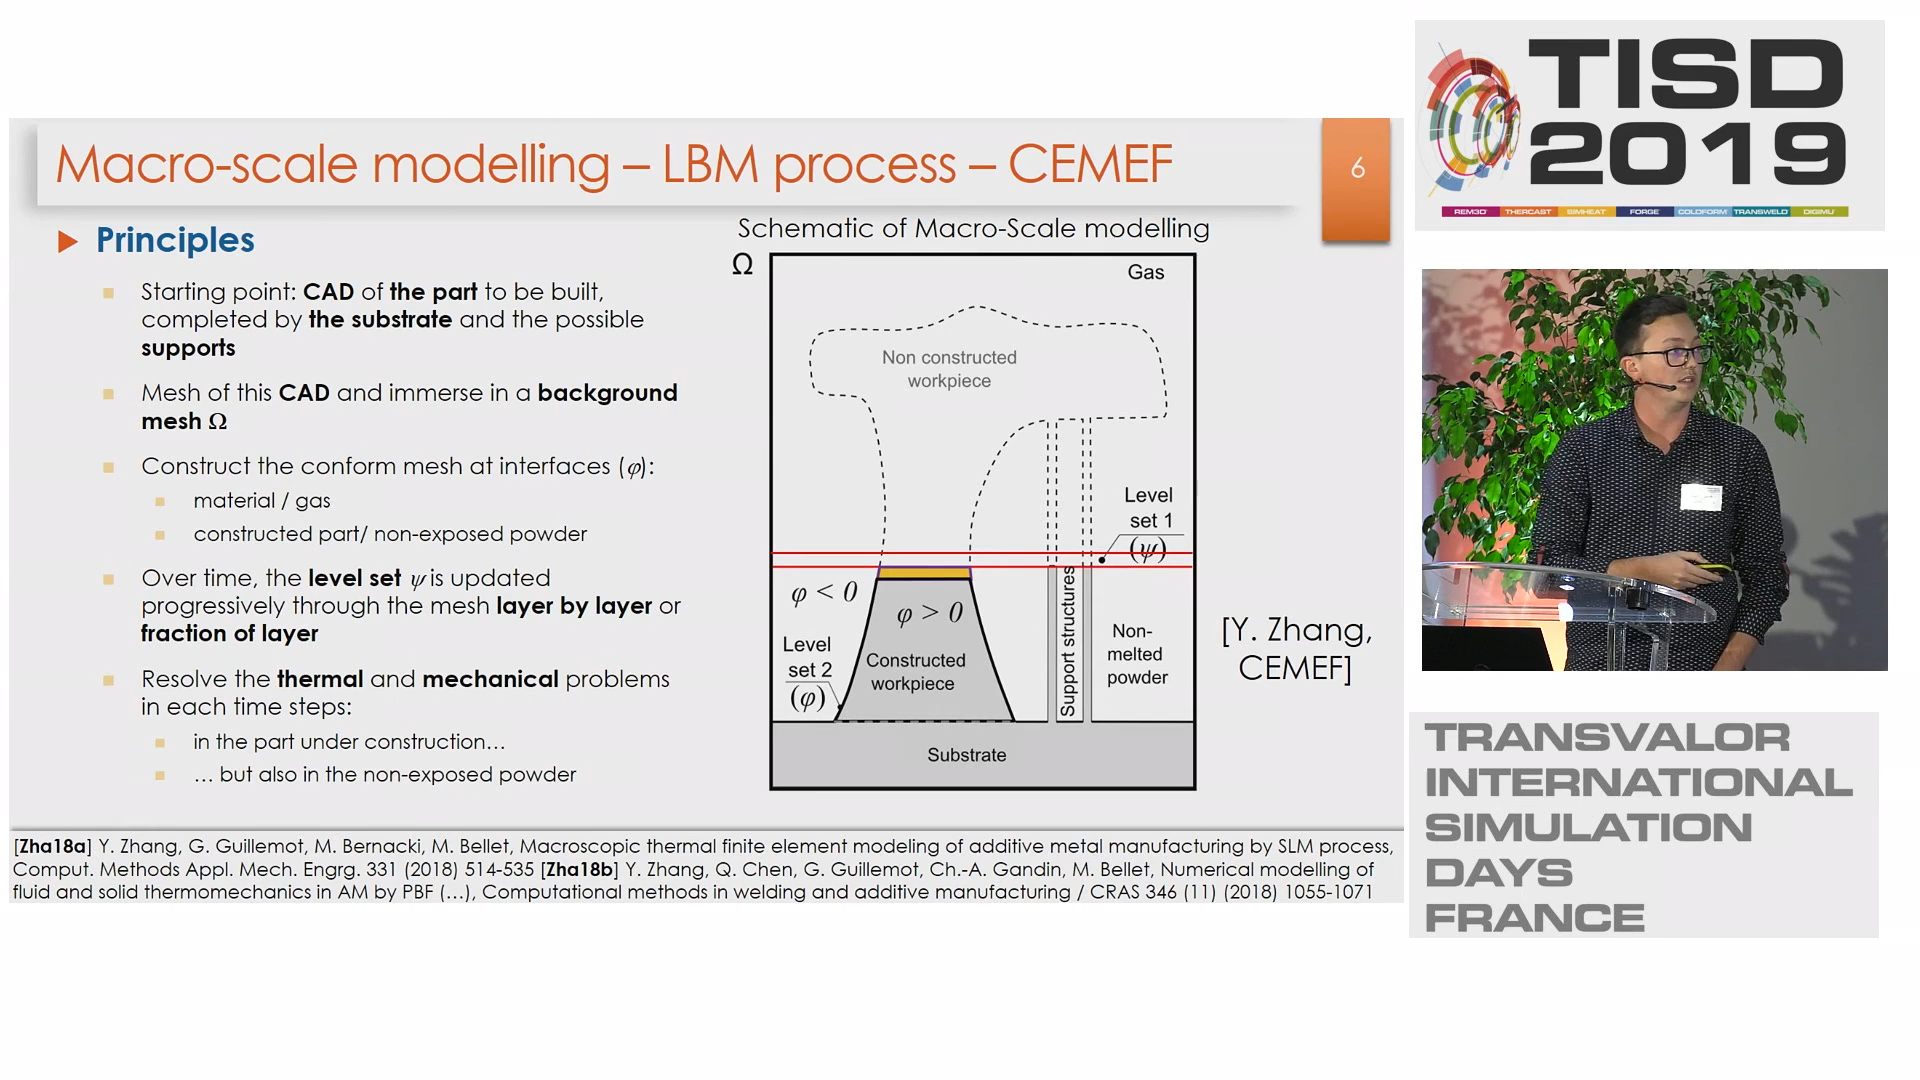 Macro-scale modelling – LBM process – CEMEF
6
Principles
Starting point: CAD of the part to be built,
completed by the substrate and the possible
supports
Mesh of this CAD and immerse in a background
mesh Ω
Construct the conform mesh at interfaces (φ):
material / gas
constructed part/ non-exposed powder
Over time, the level set ψ is updated
progressively through the mesh layer by layer or
fraction of layer
Resolve the thermal and mechanical problems
in each time steps:
in the part under construction…
… but also in the non-exposed powder
Schematic of Macro-Scale modelling
Ω
Gas
Non constructed
workpiece
Level
set 1
(ψ)
φ < 0
φ > 0
Level
set 2
(φ)
Constructed
workpiece
Support structures
Non-
melted
powder
Substrate
[Y. Zhang,
CEMEF]
[Zha18a] Y. Zhang, G. Guillemot, M. Bernacki, M. Bellet, Macroscopic thermal finite element modeling of additive metal manufacturing by SLM process,
Comput. Methods Appl. Mech. Engrg. 331 (2018) 514-535 [Zha18b] Y. Zhang, Q. Chen, G. Guillemot, Ch.-A. Gandin, M. Bellet, Numerical modelling of
fluid and solid thermomechanics in AM by PBF (…), Computational methods in welding and additive manufacturing / CRAS 346 (11) (2018) 1055-1071
TISD
2019
REM3D THERCAST SIMHEAT FORGE COLDFORM TRANSWELD DIGIMU
TRANSVALOR
INTERNATIONAL
SIMULATION
DAYS
FRANCE